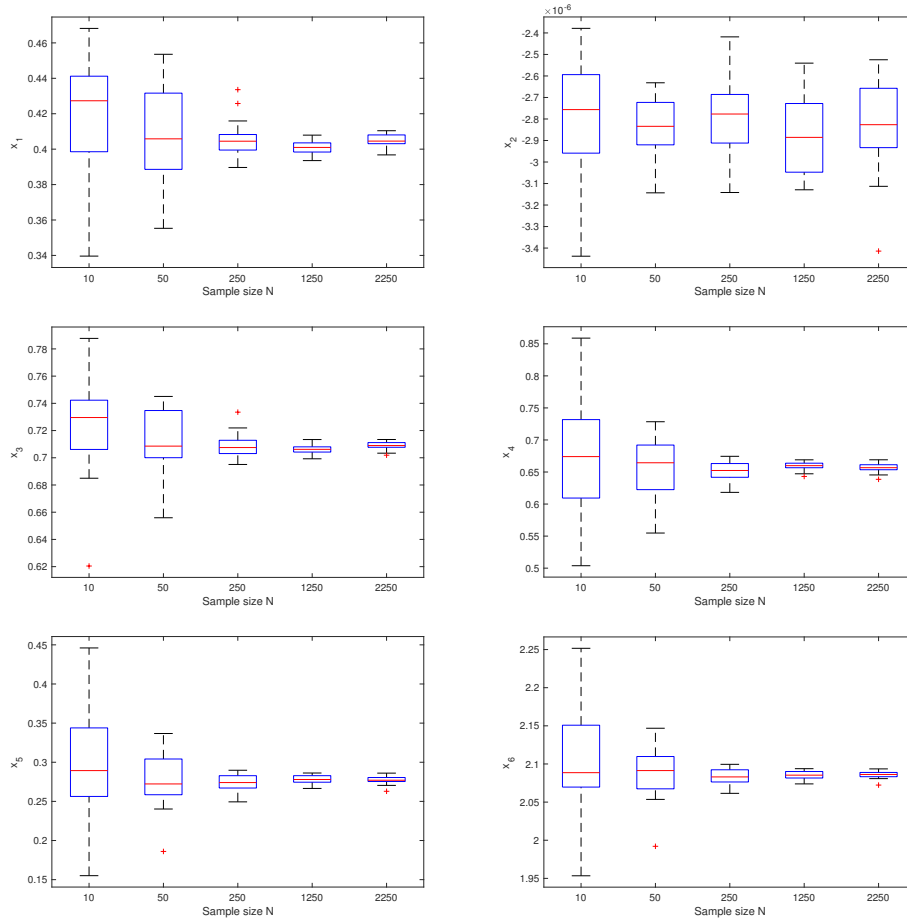 0.46
0.44
0.42
0.4
0.38
0.36
0.34
x1
10 50 250 1250 2250
Sample size N
×10-6
-2.4
-2.5
-2.6
-2.7
-2.8
-2.9
-3
-3.1
-3.2
-3.3
-3.4
x2
10 50 250 1250 2250
Sample size N
0.78
0.76
0.74
0.72
0.7
0.68
0.66
0.64
0.62
x3
10 50 250 1250 2250
Sample size N
0.85
0.8
0.75
0.7
0.65
0.6
0.55
0.5
x4
10 50 250 1250 2250
Sample size N
0.45
0.4
0.35
0.3
0.25
0.2
0.15
x5
10 50 250 1250 2250
Sample size N
2.25
2.2
2.15
2.1
2.05
2
1.95
x6
10 50 250 1250 2250
Sample size N